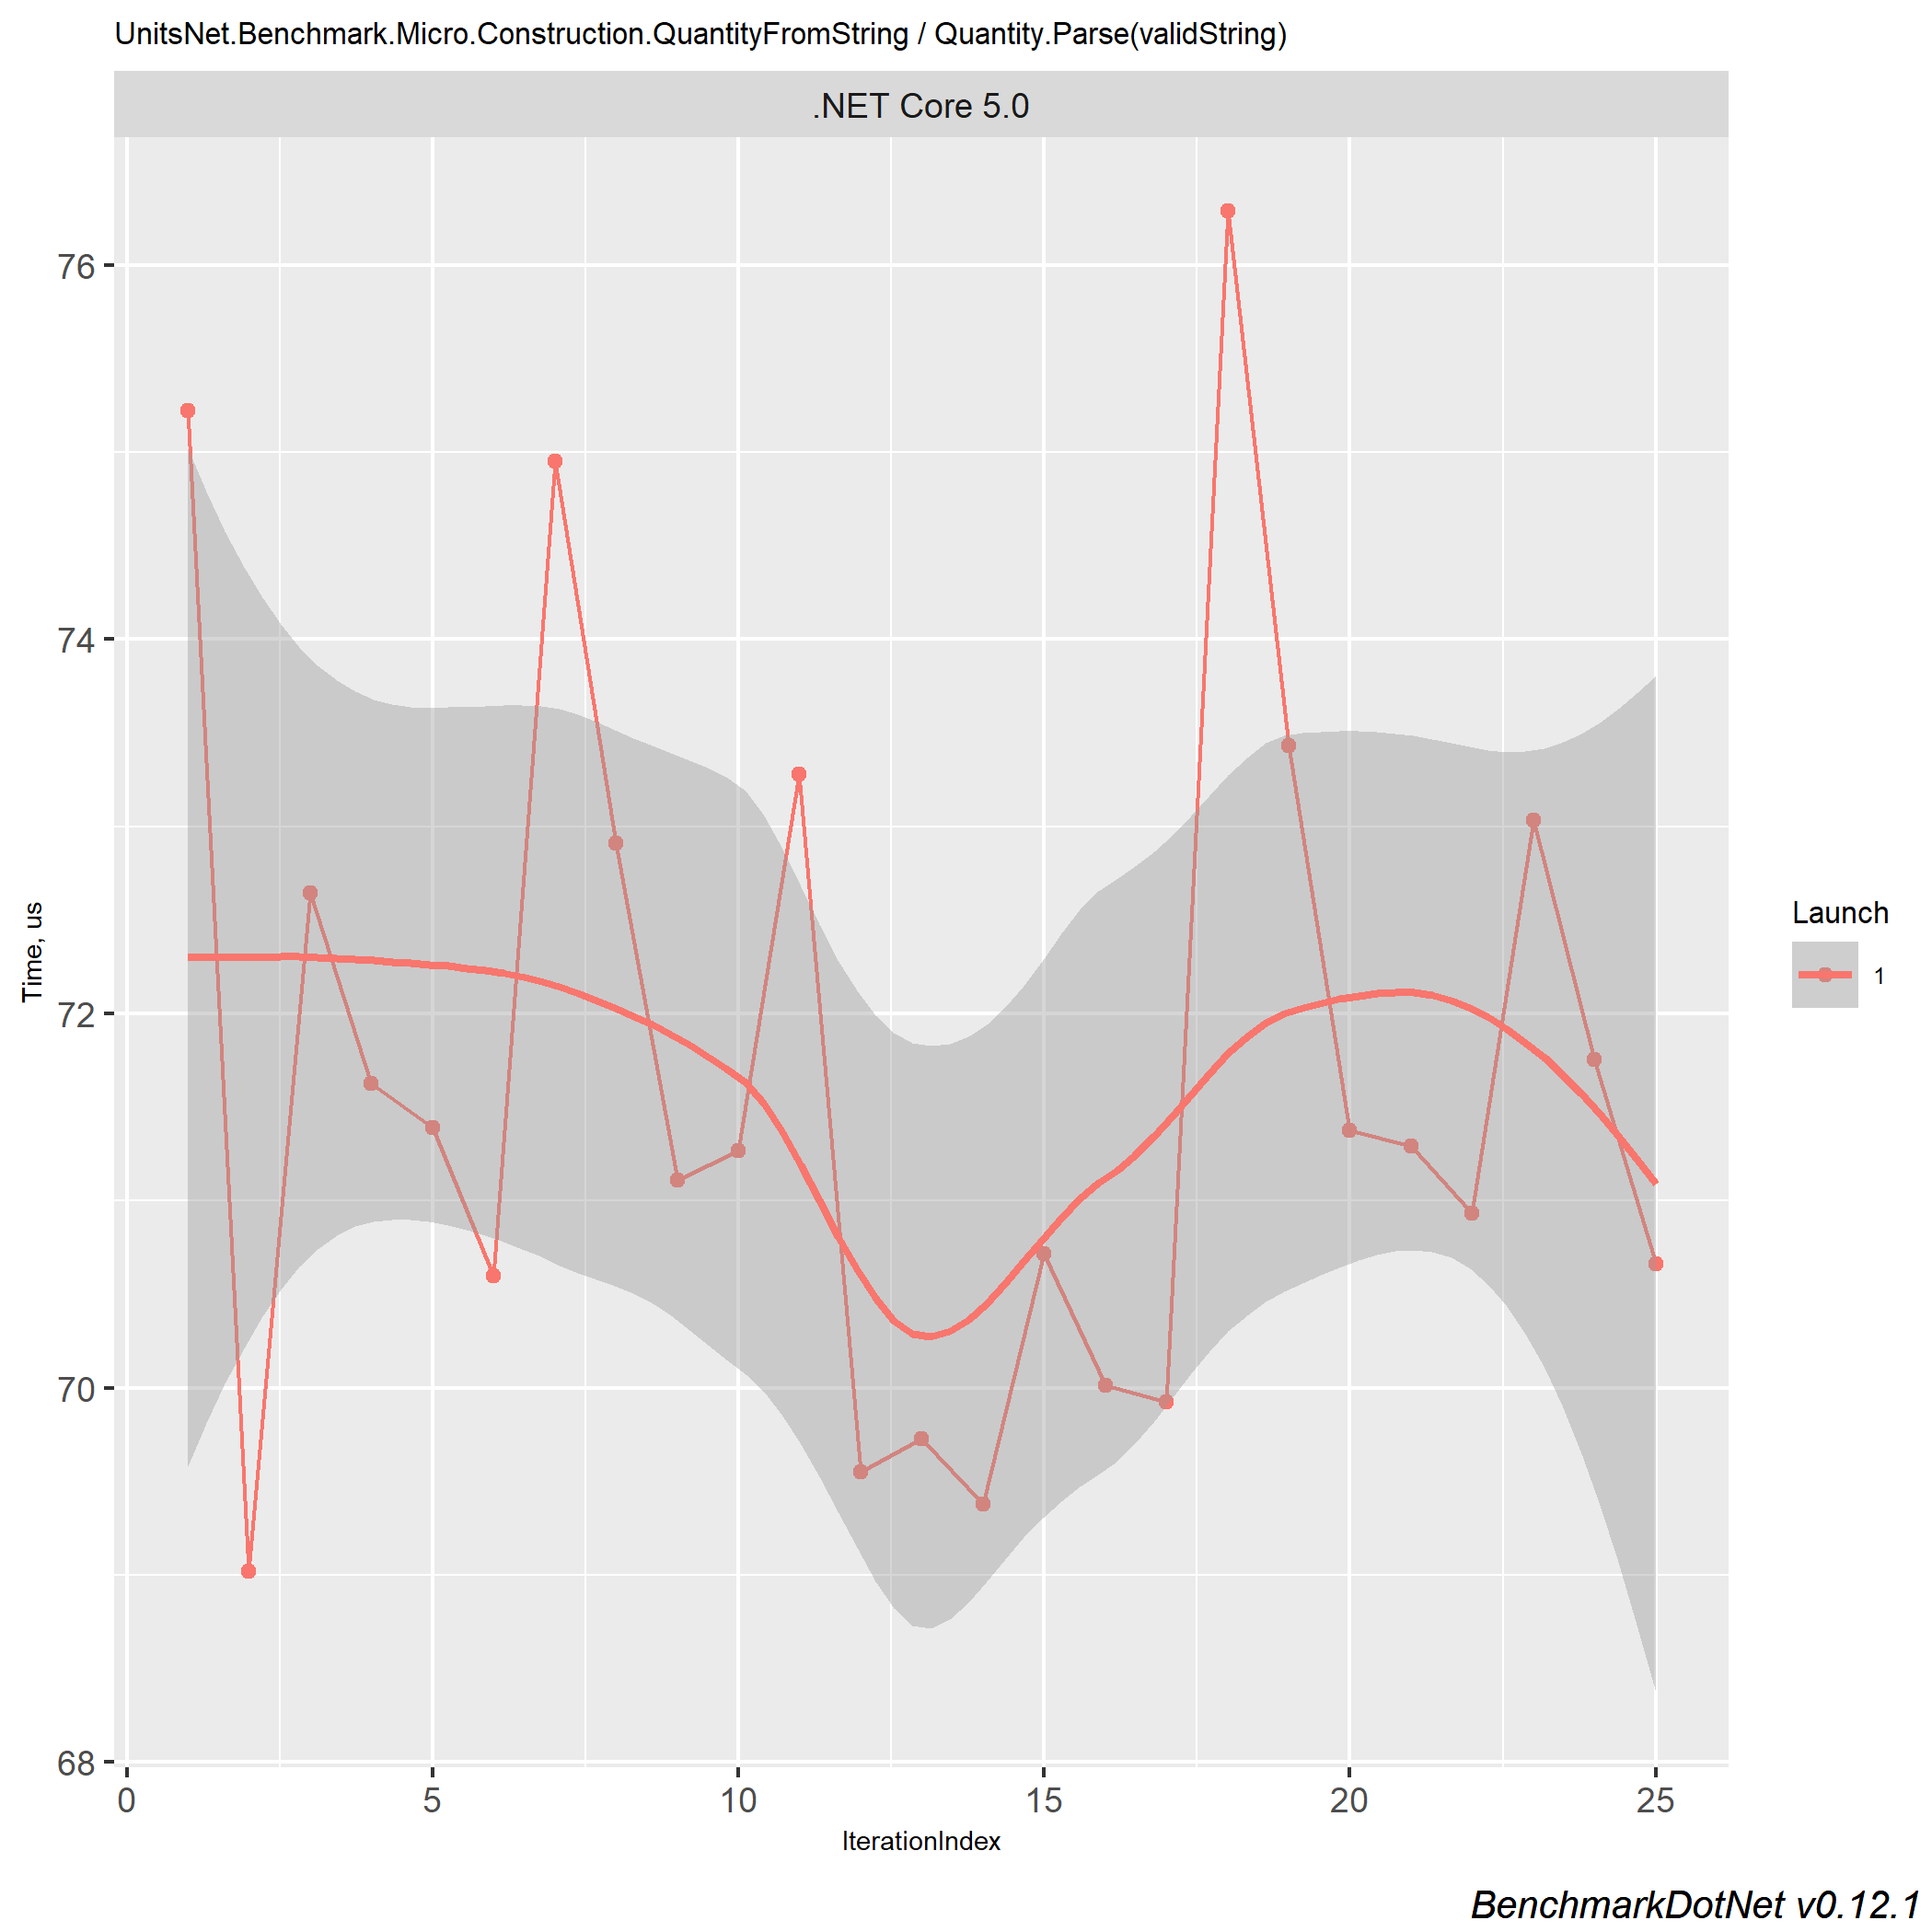 UnitsNet.Benchmark.Micro.Construction.QuantityFromString / Quantity.Parse(validString)
.NET Core 5.0
76
74
72
70
68
Time, us
0 5 10 15 20 25
IterationIndex
Launch
1
BenchmarkDotNet v0.12.1